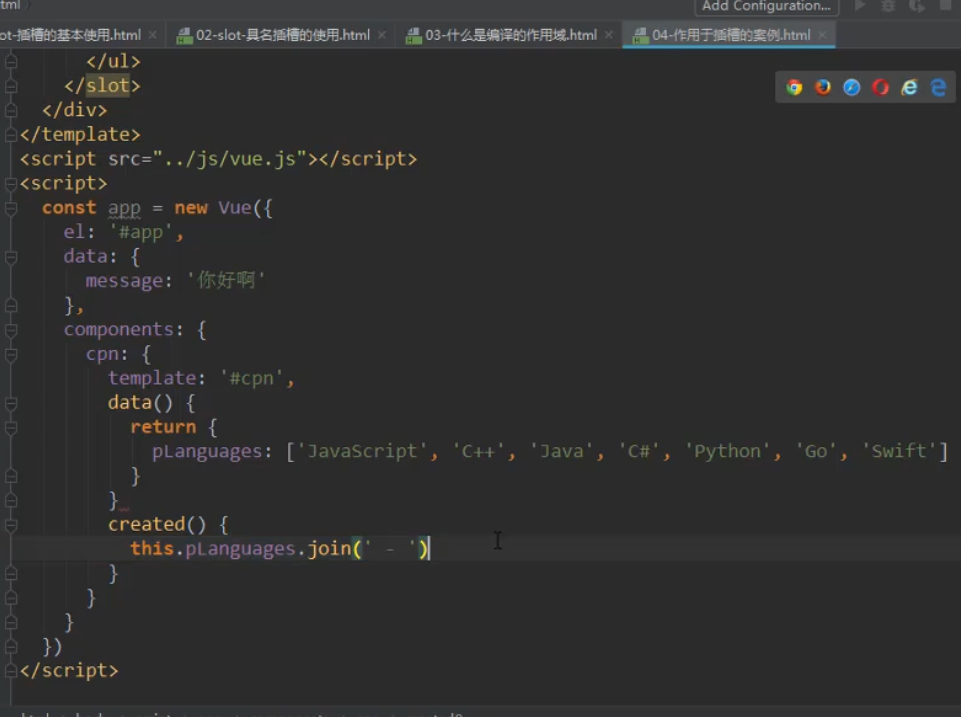 tml
Add Configuration...
ot-插槽的基本使用.html
02-slot-具名插槽的使用.html
03-什么是编译的作用域.html
04-作用于插槽的案例.html
</ul>
</slot>
</div>
</template>
<script src="../js/vue.js"></script>
<script>
const app = new Vue({
el: '#app',
data: {
message: '你好啊'
},
components: {
cpn: {
template: '#cpn',
data() {
return {
pLanguages: ['JavaScript', 'C++', 'Java', 'C#', 'Python', 'Go', 'Swift']
}
}
created() {
this.pLanguages.join(' - ')
}
}
}
})
</script>